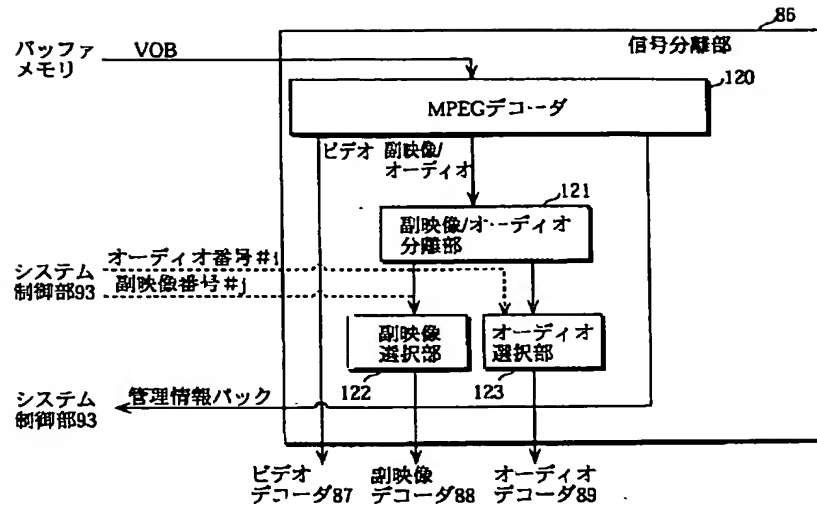 86
信号分離部
バッファ
メモリ
VOB
120
MPEGデコーダ
ビデオ
副映像/
オーディオ
121
副映像/オーディオ
分離部
オーディオ番号#i
システム
制御部93
副映像番号#j
副映像
選択部
122
オーディオ
選択部
123
システム
制御部93
管理情報パック
ビデオ
デコーダ87
副映像
デコーダ88
オーディオ
デコーダ89